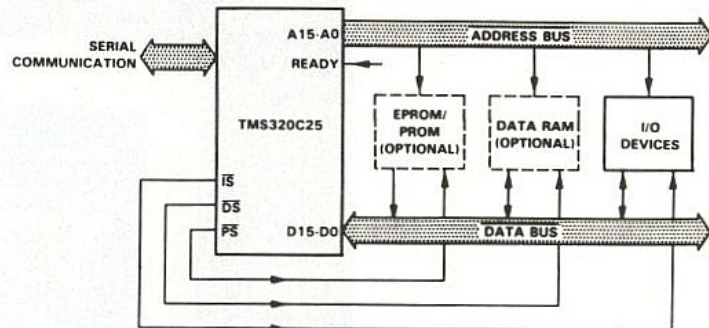 A15-A0
ADDRESS BUS
SERIAL
COMMUNICATION
READY
TMS320C25
EPROM/
PROM
(OPTIONAL)
DATA RAM
(OPTIONAL)
I/O
DEVICES
IS
DS
PS
D15-D0
DATA BUS